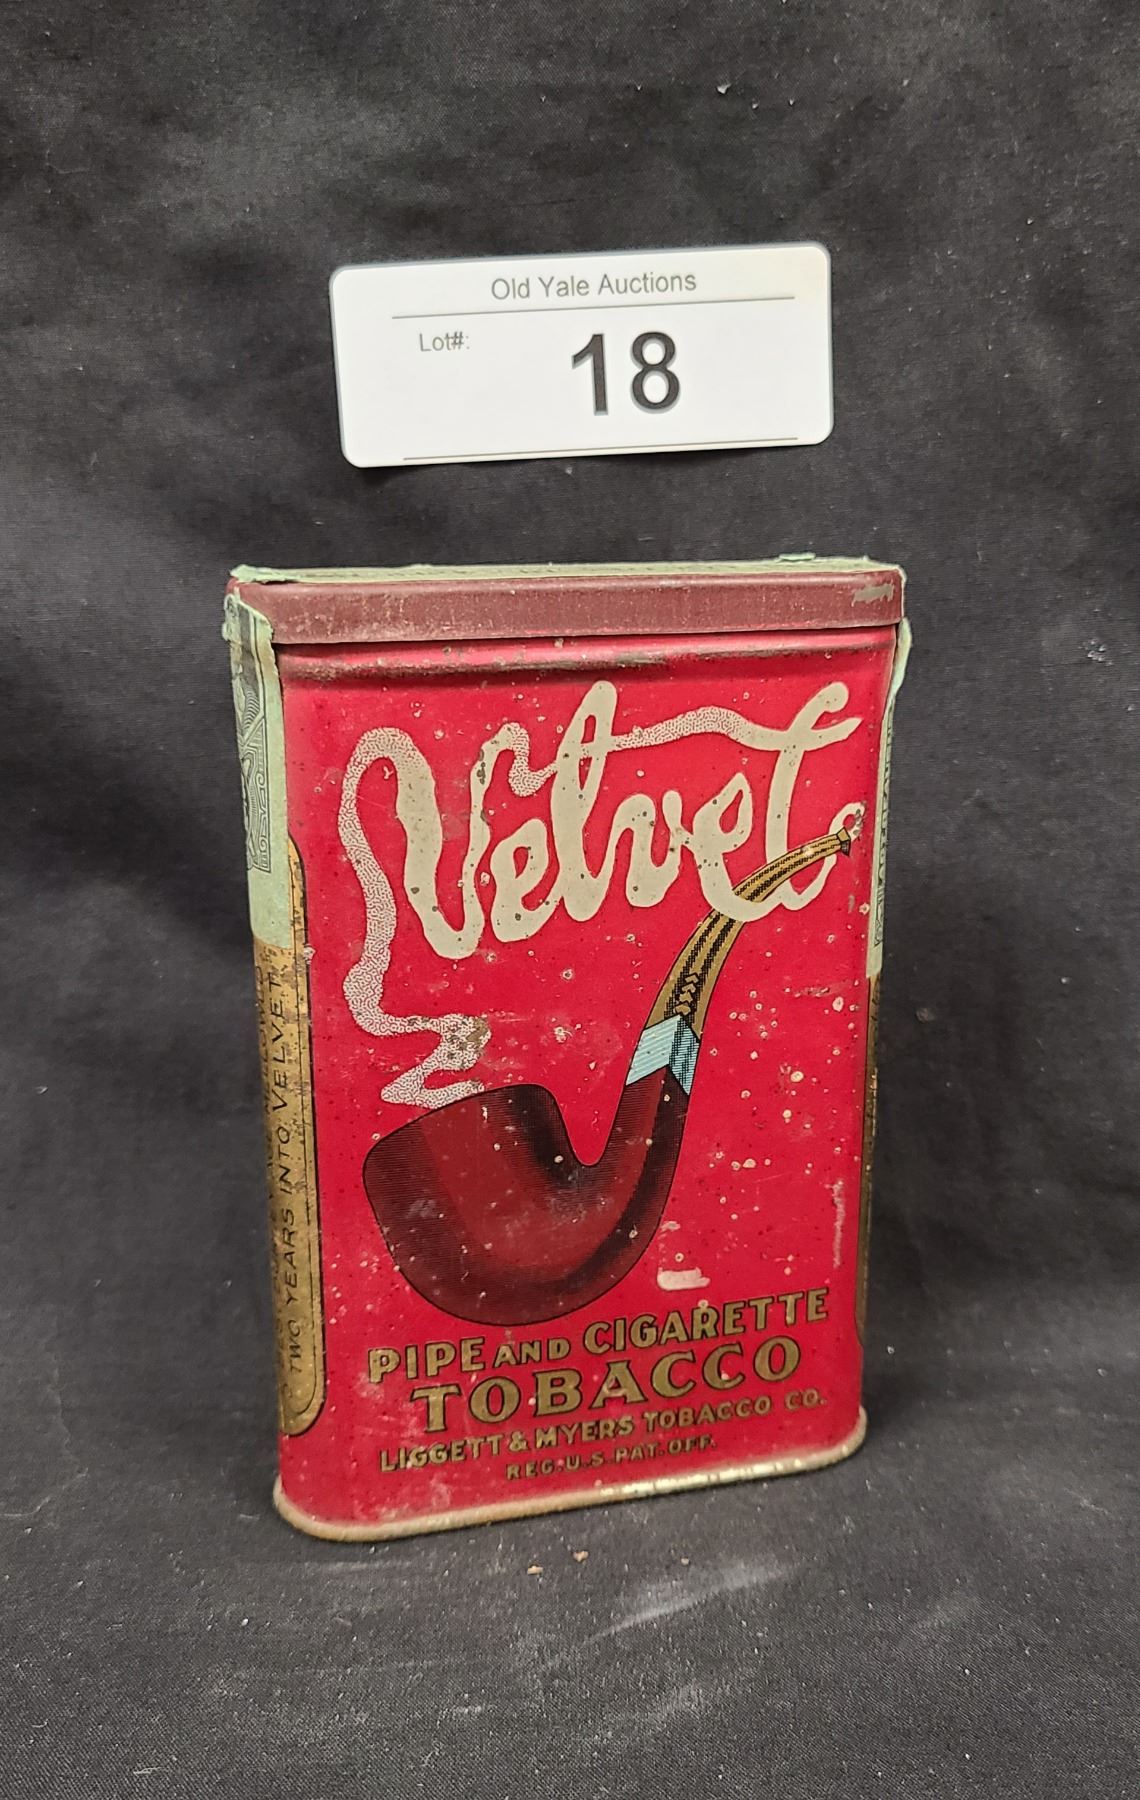 Old Yale Auctions
Lot#:
18
Velvet
PIPE AND CIGARETTE
TOBACCO
LIGGETT & MYERS TOBACCO CO.
REG. U.S. PAT. OFF.
TWO YEARS INTO VELVET